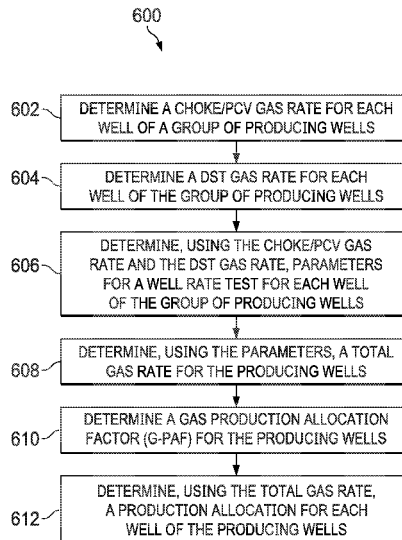 600
602
DETERMINE A CHOKE/PCV GAS RATE FOR EACH
WELL OF A GROUP OF PRODUCING WELLS
604
DETERMINE A DST GAS RATE FOR EACH
WELL OF THE GROUP OF PRODUCING WELLS
606
DETERMINE, USING THE CHOKE/PCV GAS
RATE AND THE DST GAS RATE, PARAMETERS
FOR A WELL RATE TEST FOR EACH WELL
OF THE GROUP OF PRODUCING WELLS
608
DETERMINE, USING THE PARAMETERS, A TOTAL
GAS RATE FOR THE PRODUCING WELLS
610
DETERMINE A GAS PRODUCTION ALLOCATION
FACTOR (G-PAF) FOR THE PRODUCING WELLS
612
DETERMINE, USING THE TOTAL GAS RATE,
A PRODUCTION ALLOCATION FOR EACH
WELL OF THE PRODUCING WELLS